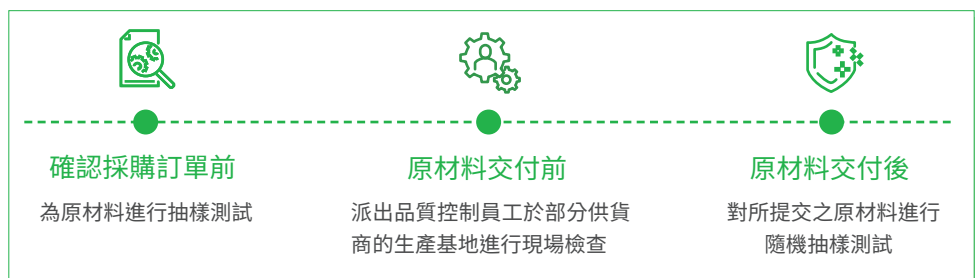 確認採購訂單前
為原材料進行抽樣測試
原材料交付前
派出品質控制員工於部分供貨
商的生產基地進行現場檢查
原材料交付後
對所提交之原材料進行
隨機抽樣測試